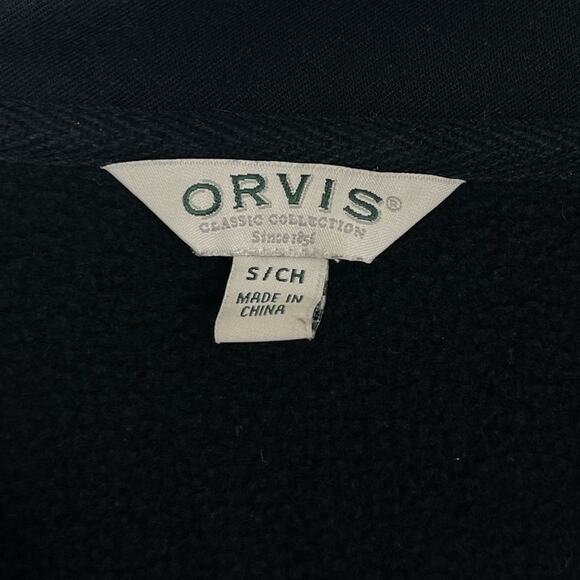 ORVIS®
CLASSIC COLLECTION
Since 1856
S/CH
MADE IN
CHINA